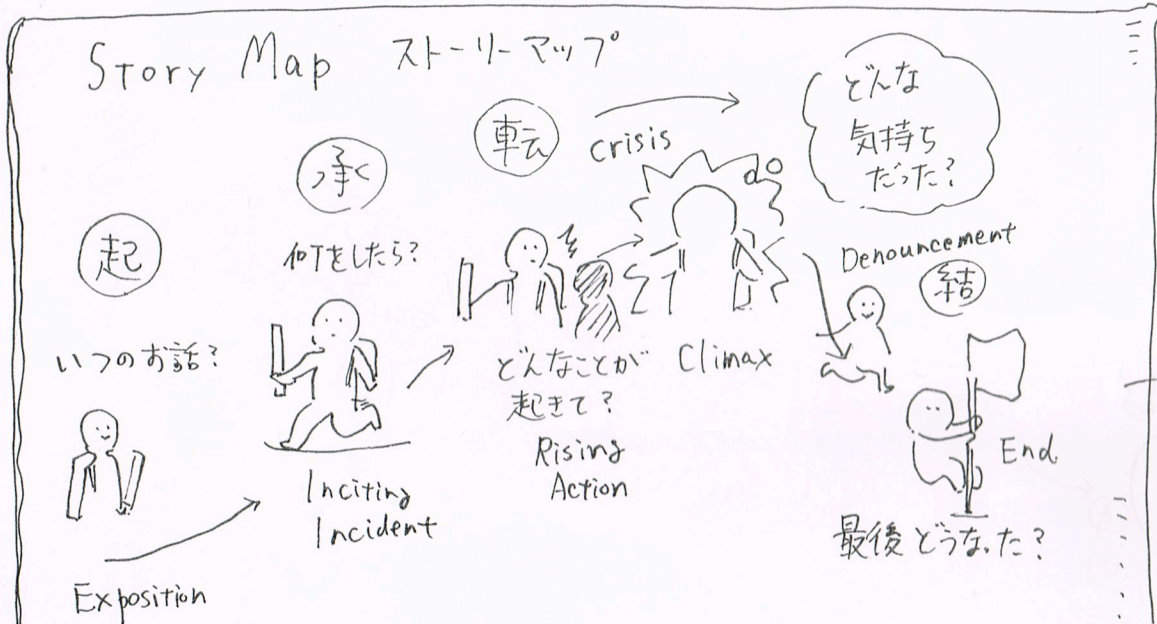 Story Map ストーリーマップ
起
いつのお話?
Exposition
承
何をしたら?
Inciting
Incident
転
crisis
どんなことが
起きて?
Rising
Action
Climax
どんな
気持ち
だった?
Denouncement
結
End
最後どうなった?